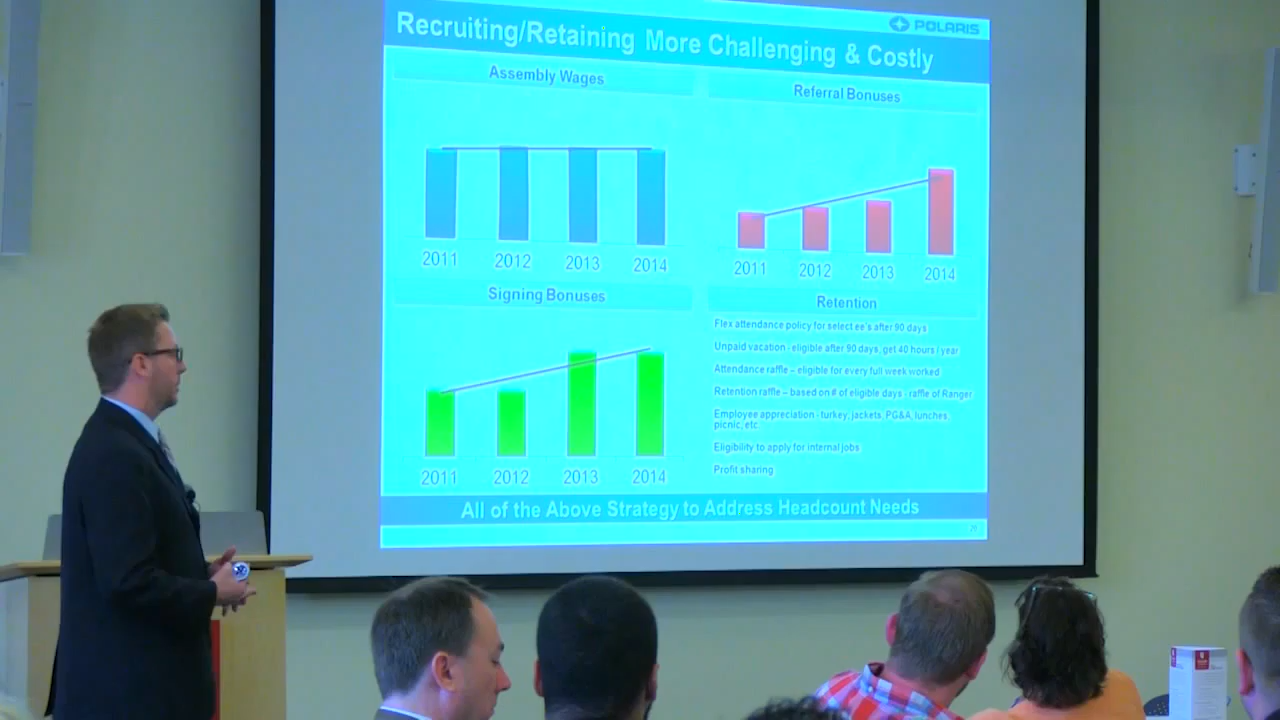 POLARIS
Recruiting/Retaining More Challenging & Costly
Assembly Wages
2011 2012 2013 2014
Referral Bonuses
2011 2012 2013 2014
Signing Bonuses
2011 2012 2013 2014
Retention
Flex attendance policy for select ee's after 90 days
Unpaid vacation - eligible after 90 days, get 40 hours / year
Attendance raffle – eligible for every full week worked
Retention raffle – based on # of eligible days - raffle of Ranger
Employee appreciation - turkey, jackets, PG&A, lunches,
picnic, etc.
Eligibility to apply for internal jobs
Profit sharing
All of the Above Strategy to Address Headcount Needs
20